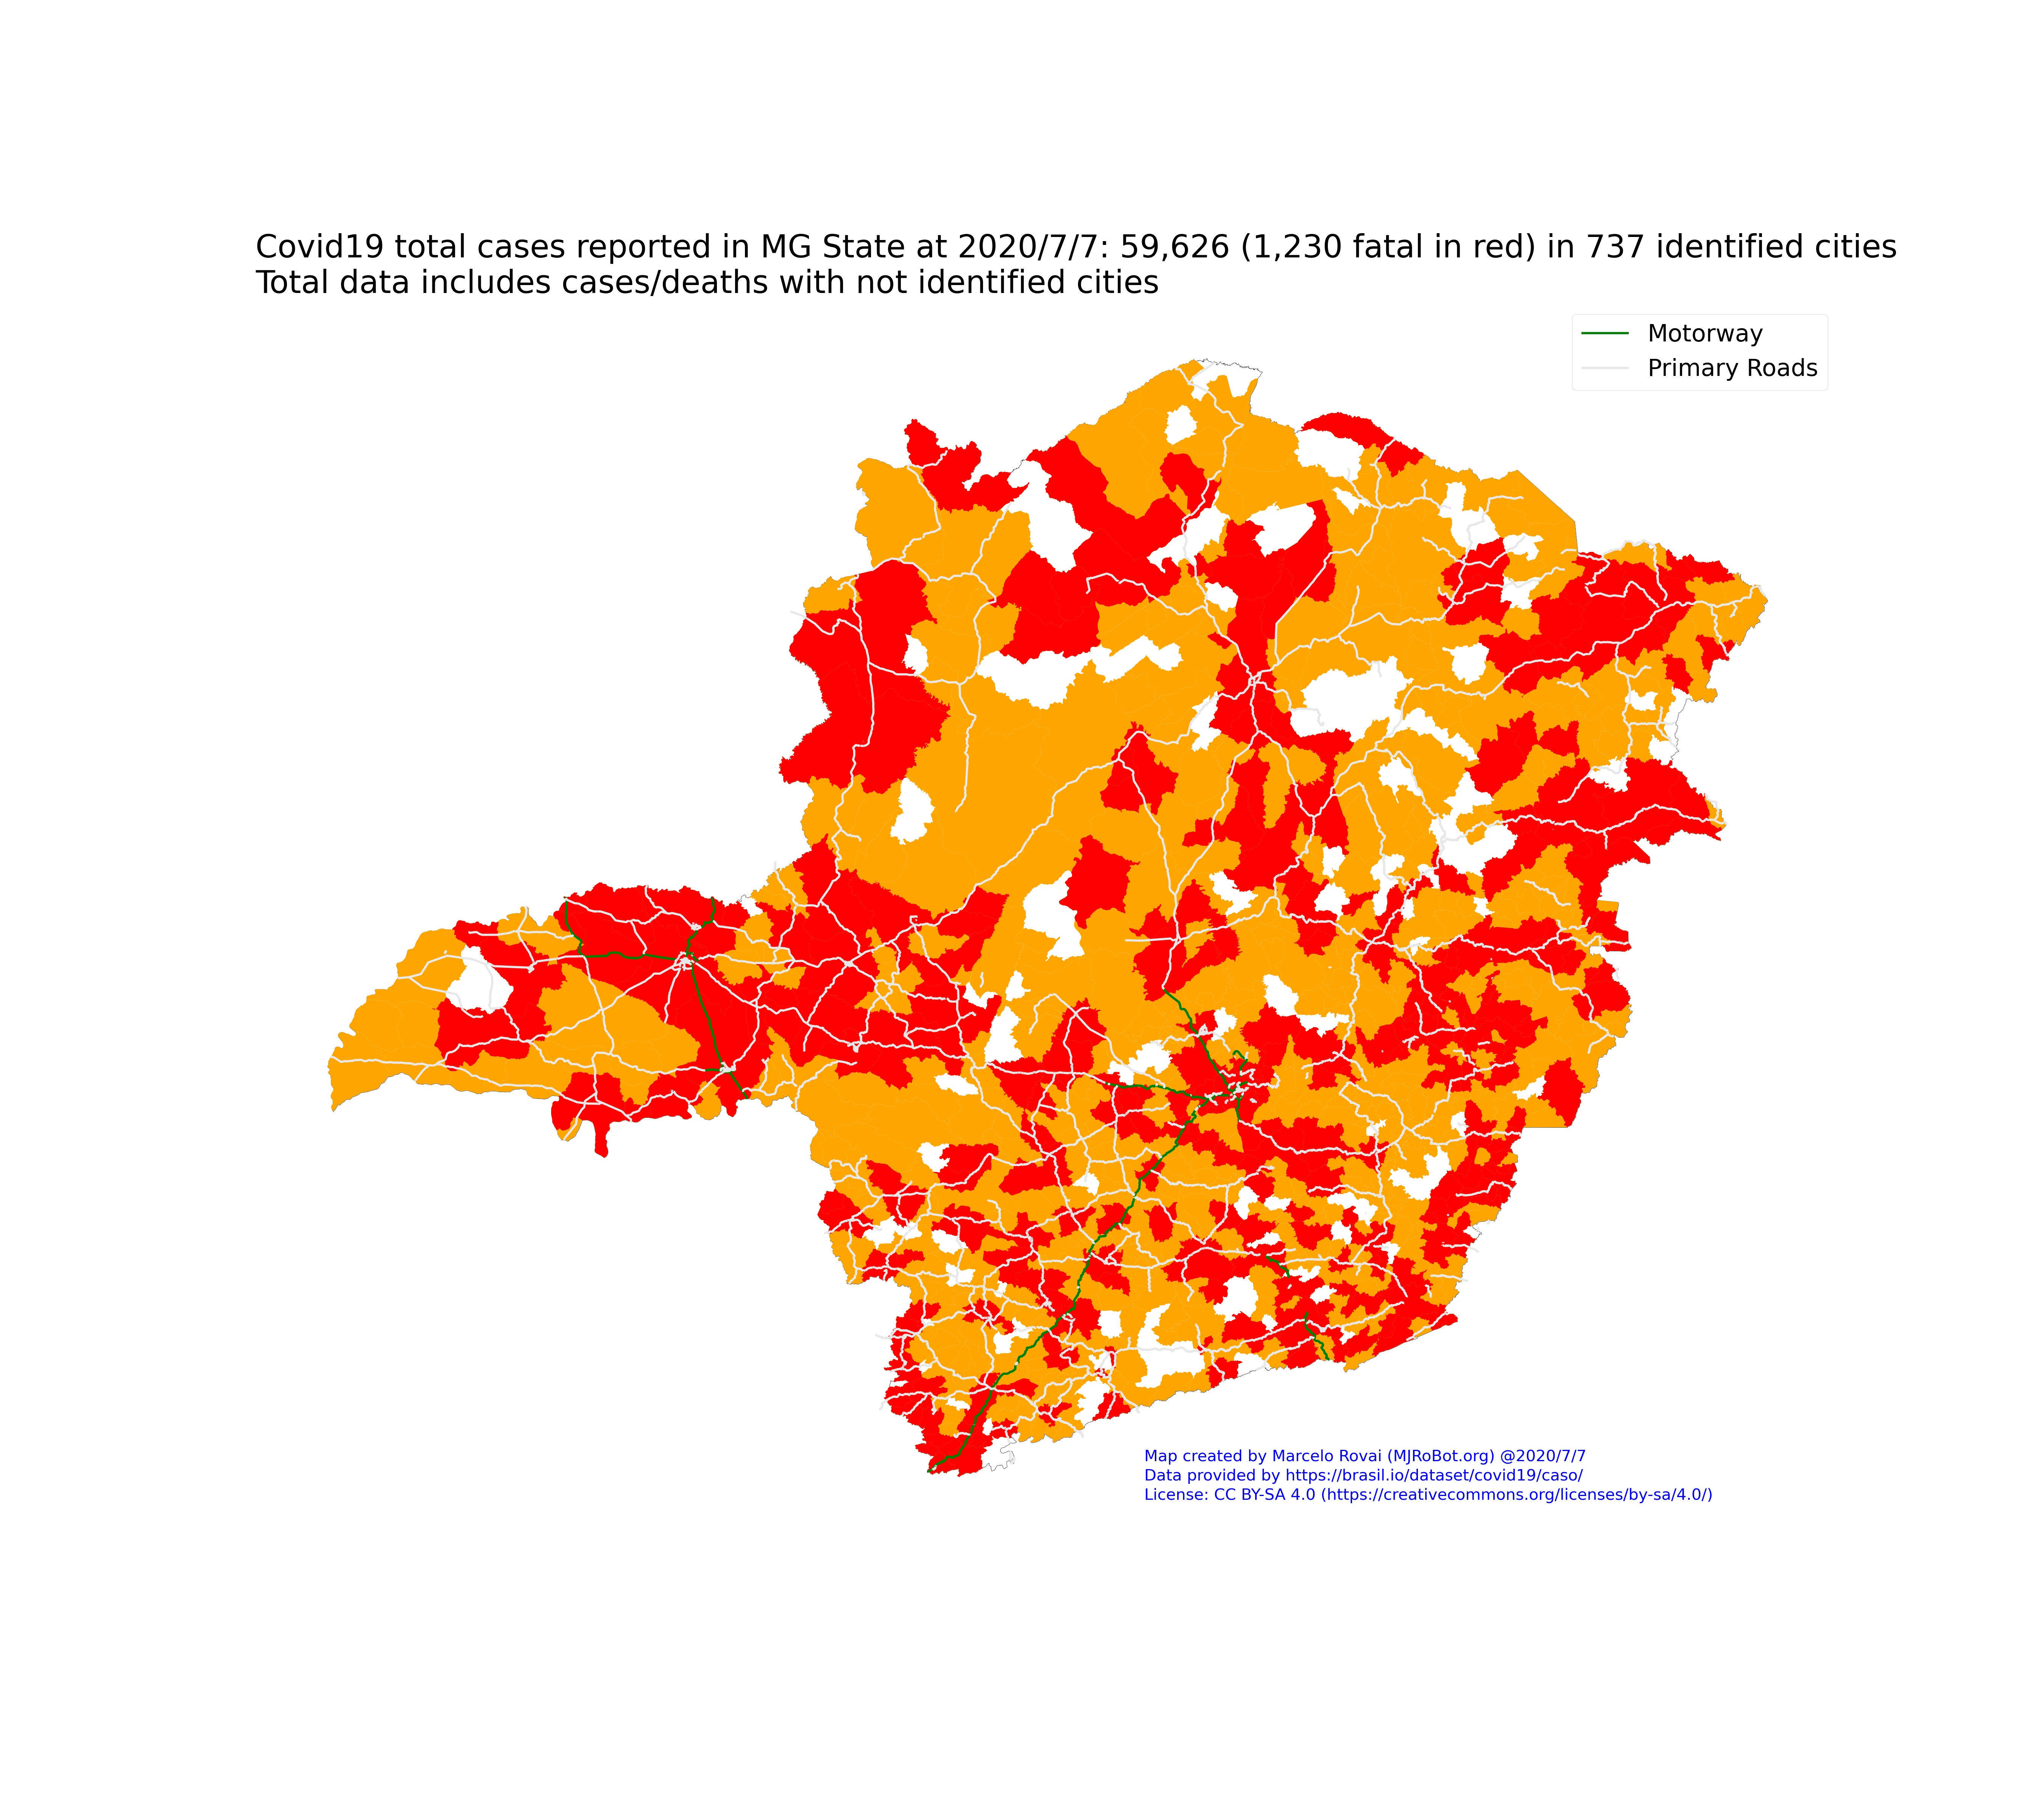 Covid19 total cases reported in MG State at 2020/7/7: 59,626 (1,230 fatal in red) in 737 identified cities
Total data includes cases/deaths with not identified cities
Motorway
Primary Roads
Map created by Marcelo Rovai (MJRoBot.org) @2020/7/7
Data provided by https://brasil.io/dataset/covid19/caso/
License: CC BY-SA 4.0 (https://creativecommons.org/licenses/by-sa/4.0/)